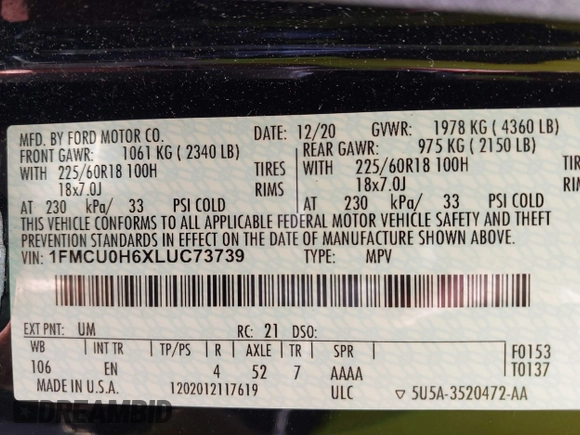 MFD. BY FORD MOTOR CO. DATE: 12/20 GVWR: 1978 KG ( 4360 LB)
FRONT GAWR: 1061 KG ( 2340 LB) REAR GAWR: 975 KG ( 2150 LB)
WITH 225/60R18 100H TIRES WITH 225/60R18 100H TIRES
18x7.0J RIMS 18x7.0J RIMS
AT 230 kPa/ 33 PSI COLD AT 230 kPa/ 33 PSI COLD
THIS VEHICLE CONFORMS TO ALL APPLICABLE FEDERAL MOTOR VEHICLE SAFETY AND THEFT
PREVENTION STANDARDS IN EFFECT ON THE DATE OF MANUFACTURE SHOWN ABOVE.
VIN: 1FMCU0H6XLUC73739 TYPE: MPV
EXT PNT: UM RC: 21 DSO:
WB INT TR TP/PS R AXLE TR SPR F0153
106 EN 4 52 7 AAAA T0137
MADE IN U.S.A. 1202012117619 ULC ▽ 5U5A-3520472-AA
DREAMBID